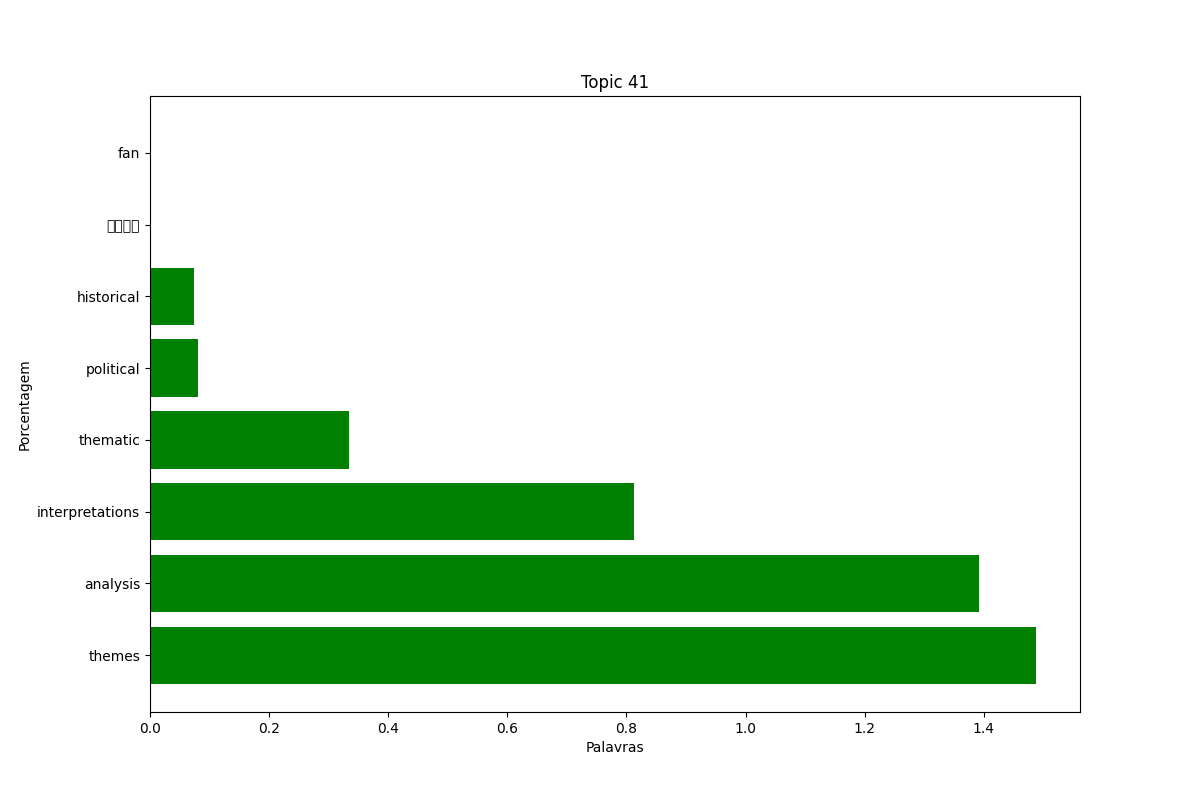 Topic 41
fan
historical
political
thematic
interpretations
analysis
themes
Porcentagem
0.0 0.2 0.4 0.6 0.8 1.0 1.2 1.4
Palavras